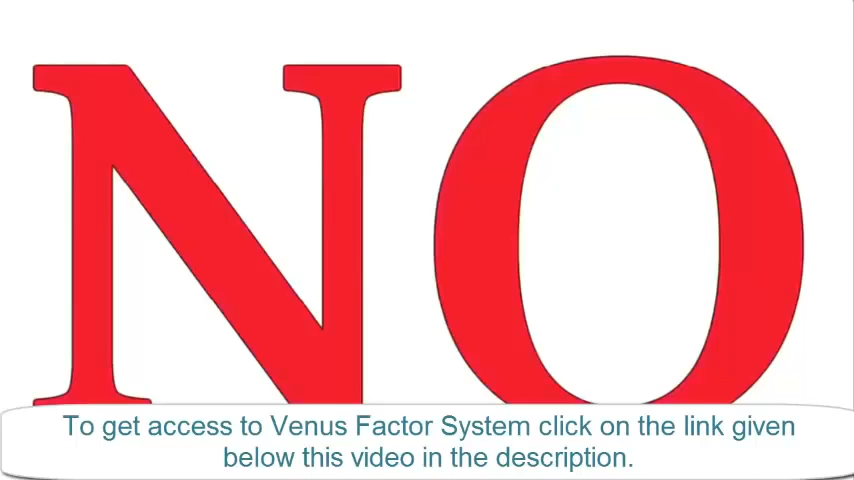 NO
To get access to Venus Factor System click on the link given
below this video in the description.